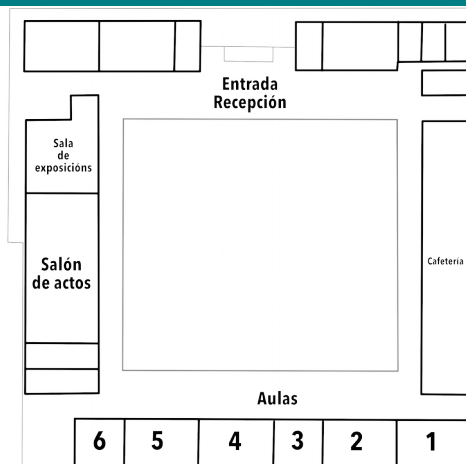 Entrada
Recepción
Sala
de
exposicións
Salón
de actos
Cafetería
Aulas
6 5 4 3 2 1